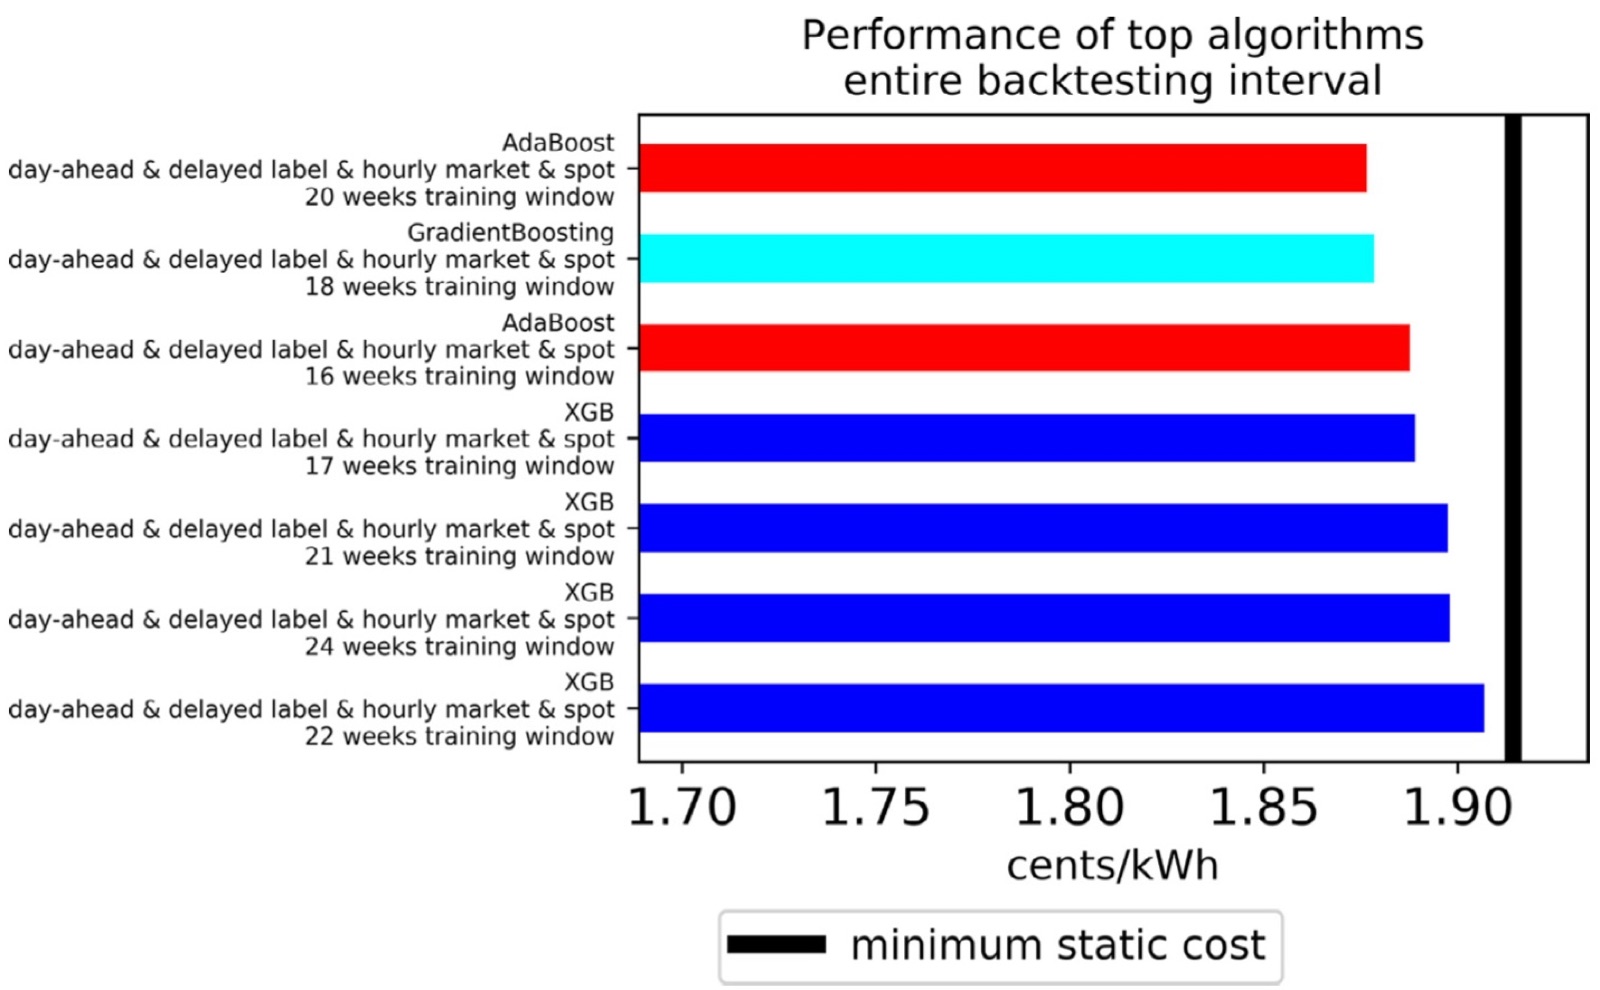 Performance of top algorithms
entire backtesting interval
AdaBoost
day-ahead & delayed label & hourly market & spot
20 weeks training window
GradientBoosting
day-ahead & delayed label & hourly market & spot
18 weeks training window
AdaBoost
day-ahead & delayed label & hourly market & spot
16 weeks training window
XGB
day-ahead & delayed label & hourly market & spot
17 weeks training window
XGB
day-ahead & delayed label & hourly market & spot
21 weeks training window
XGB
day-ahead & delayed label & hourly market & spot
24 weeks training window
XGB
day-ahead & delayed label & hourly market & spot
22 weeks training window
1.70 1.75 1.80 1.85 1.90
cents/kWh
minimum static cost